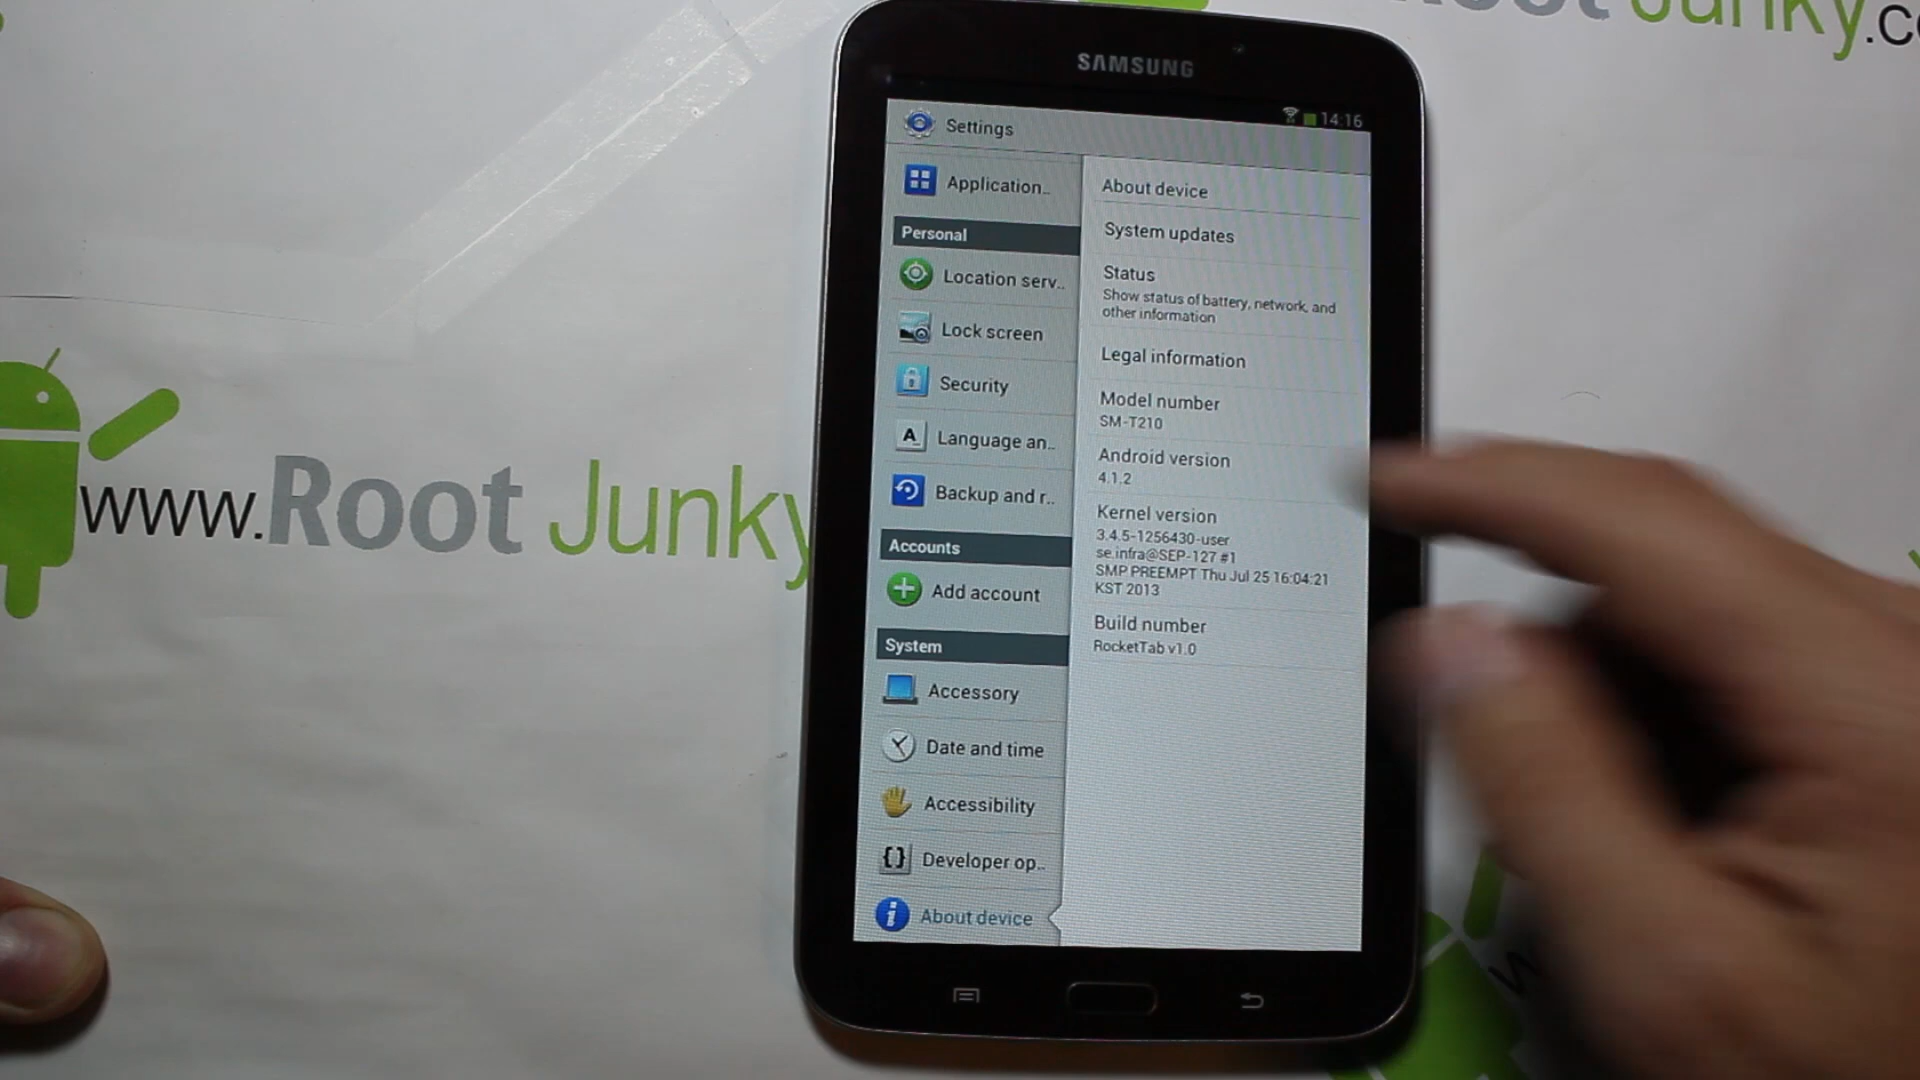 Root Junky.c
SAMSUNG
14:16
Settings
Application..
Personal
Location serv..
Lock screen
Security
Language an..
Backup and r..
Accounts
Add account
System
Accessory
Date and time
Accessibility
Developer op..
About device
About device
System updates
Status
Show status of battery, network, and
other information
Legal information
Model number
SM-T210
Android version
4.1.2
Kernel version
3.4.5-1256430-user
se.infra@SEP-127 #1
SMP PREEMPT Thu Jul 25 16:04:21
KST 2013
Build number
RocketTab v1.0
www.Root Junky
w